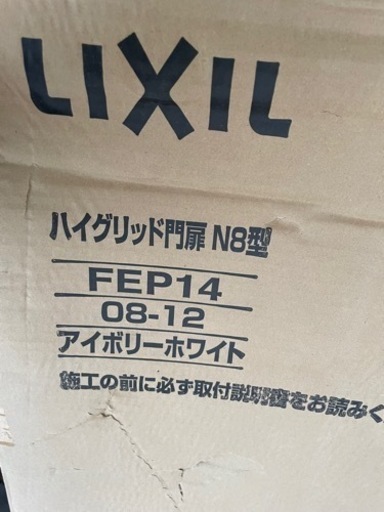 LIXIL
ハイグリッド門扉 N8型
FEP14
08-12
アイボリーホワイト
施工の前に必ず取付説明書をお読みく